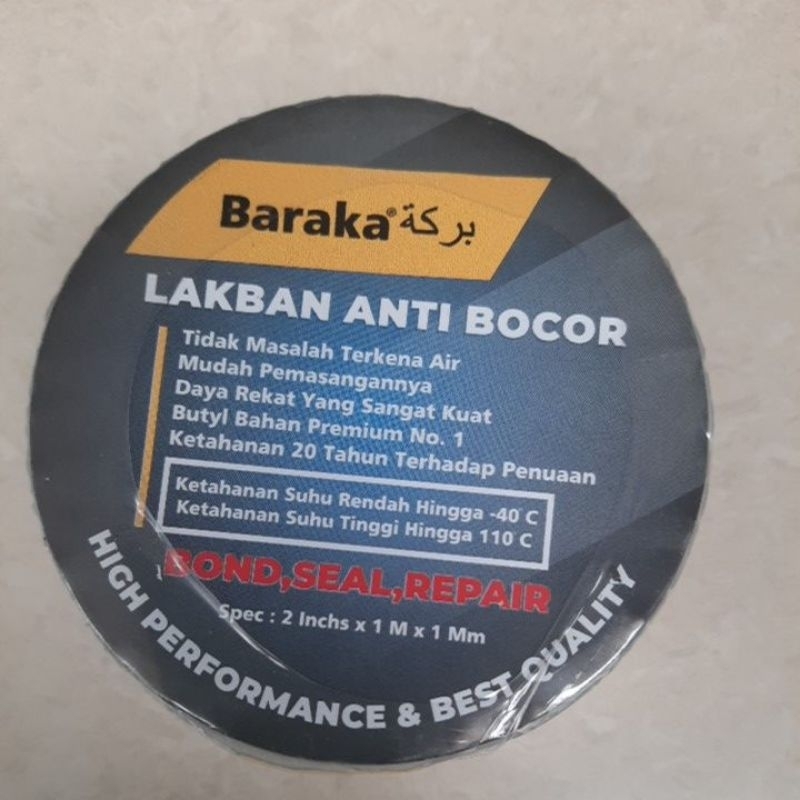 Baraka® بركة
LAKBAN ANTI BOCOR
Tidak Masalah Terkena Air
Mudah Pemasangannya
Daya Rekat Yang Sangat Kuat
Butyl Bahan Premium No. 1
Ketahanan 20 Tahun Terhadap Penuaan
Ketahanan Suhu Rendah Hingga -40°C
Ketahanan Suhu Tinggi Hingga 110°C
BOND,SEAL,REPAIR
Spec : 2 Inchs x 1 M x 1 Mm
HIGH PERFORMANCE & BEST QUALITY